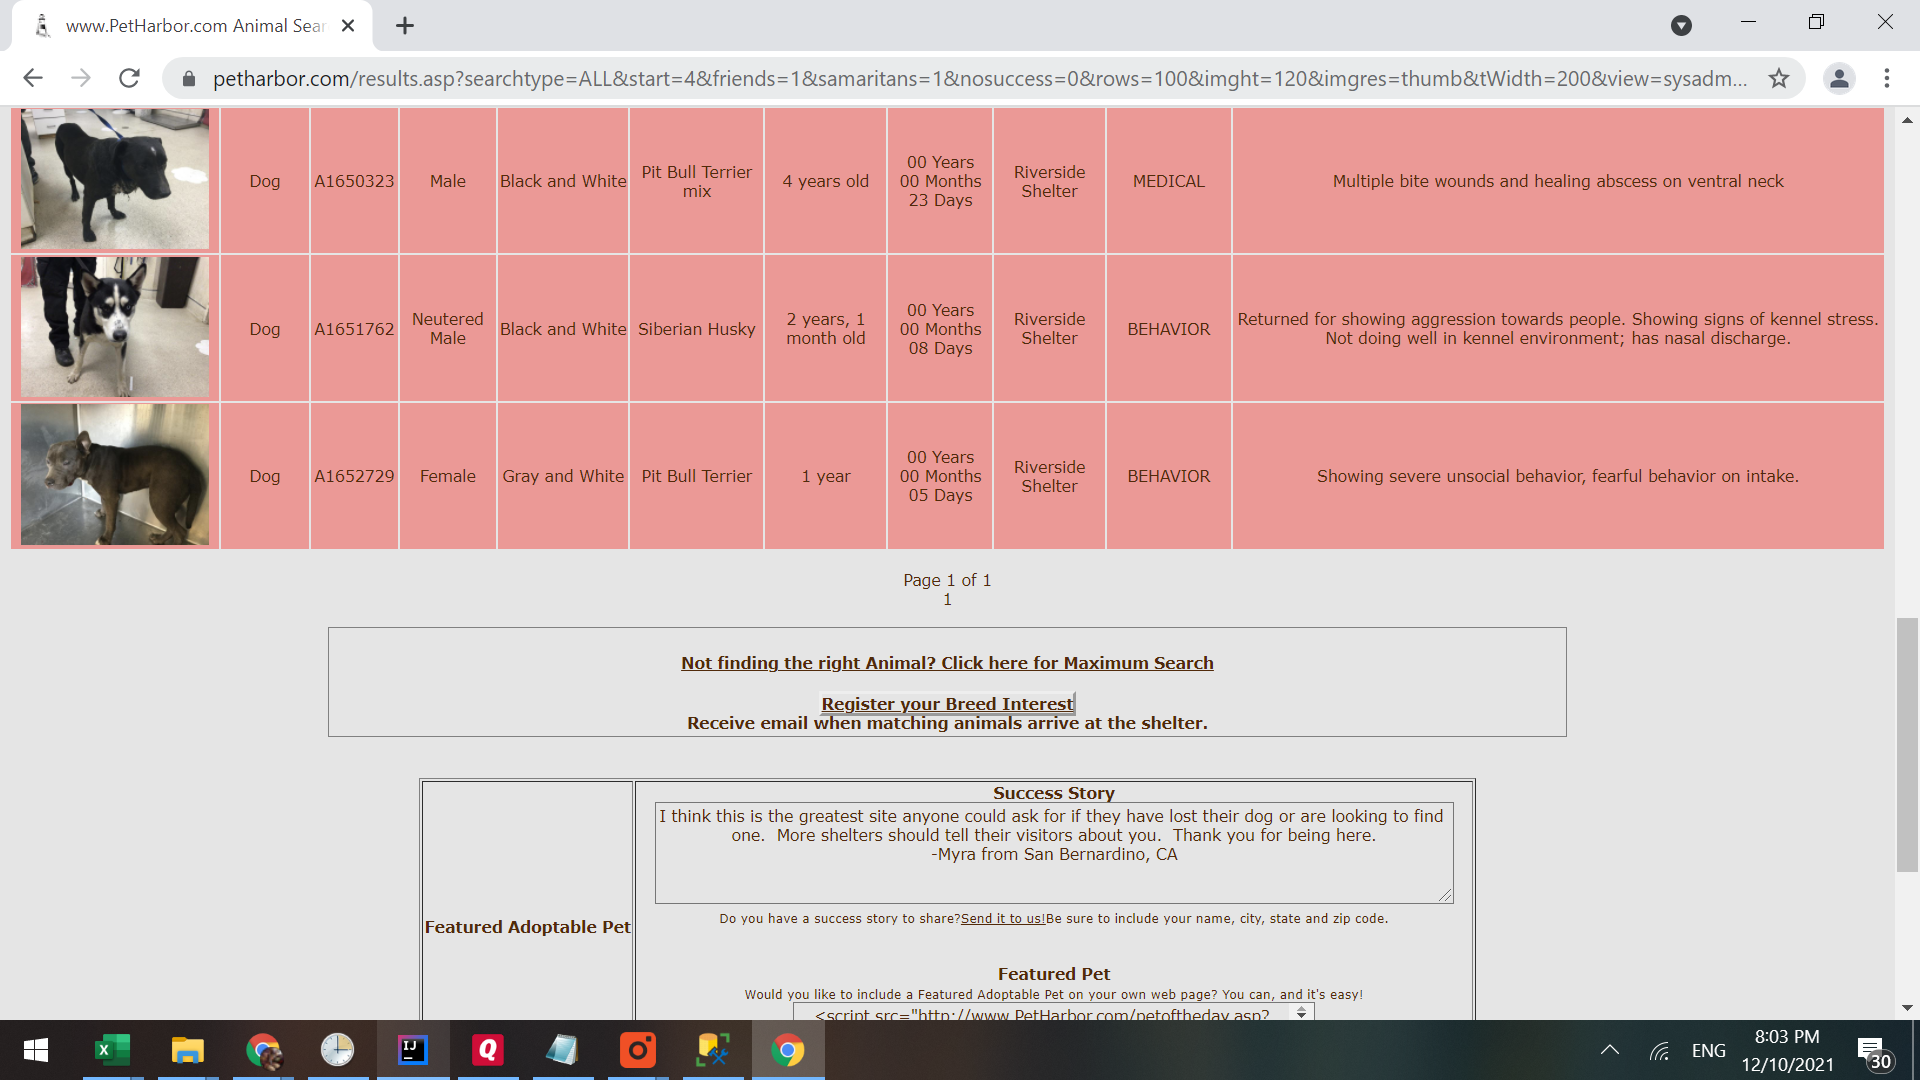 www.PetHarbor.com Animal Sear
petharbor.com/results.asp?searchtype=ALL&start=4&friends=1&samaritans=1&nosuccess=0&rows=100&imght=120&imgres=thumb&tWidth=200&view=sysadm...
Dog
A1650323
Male
Black and White
Pit Bull Terrier
mix
4 years old
00 Years
00 Months
23 Days
Riverside
Shelter
MEDICAL
Multiple bite wounds and healing abscess on ventral neck
Dog
A1651762
Neutered
Male
Black and White
Siberian Husky
2 years, 1
month old
00 Years
00 Months
08 Days
Riverside
Shelter
BEHAVIOR
Returned for showing aggression towards people. Showing signs of kennel stress.
Not doing well in kennel environment; has nasal discharge.
Dog
A1652729
Female
Gray and White
Pit Bull Terrier
1 year
00 Years
00 Months
05 Days
Riverside
Shelter
BEHAVIOR
Showing severe unsocial behavior, fearful behavior on intake.
Page 1 of 1
1
Not finding the right Animal? Click here for Maximum Search
Register your Breed Interest
Receive email when matching animals arrive at the shelter.
Featured Adoptable Pet
Success Story
I think this is the greatest site anyone could ask for if they have lost their dog or are looking to find
one.  More shelters should tell their visitors about you.  Thank you for being here.
-Myra from San Bernardino, CA
Do you have a success story to share?Send it to us!Be sure to include your name, city, state and zip code.
Featured Pet
Would you like to include a Featured Adoptable Pet on your own web page? You can, and it's easy!
<script src="http://www.PetHarbor.com/petoftheday.asp?
X
IJ
Q
ENG
8:03 PM
12/10/2021
30